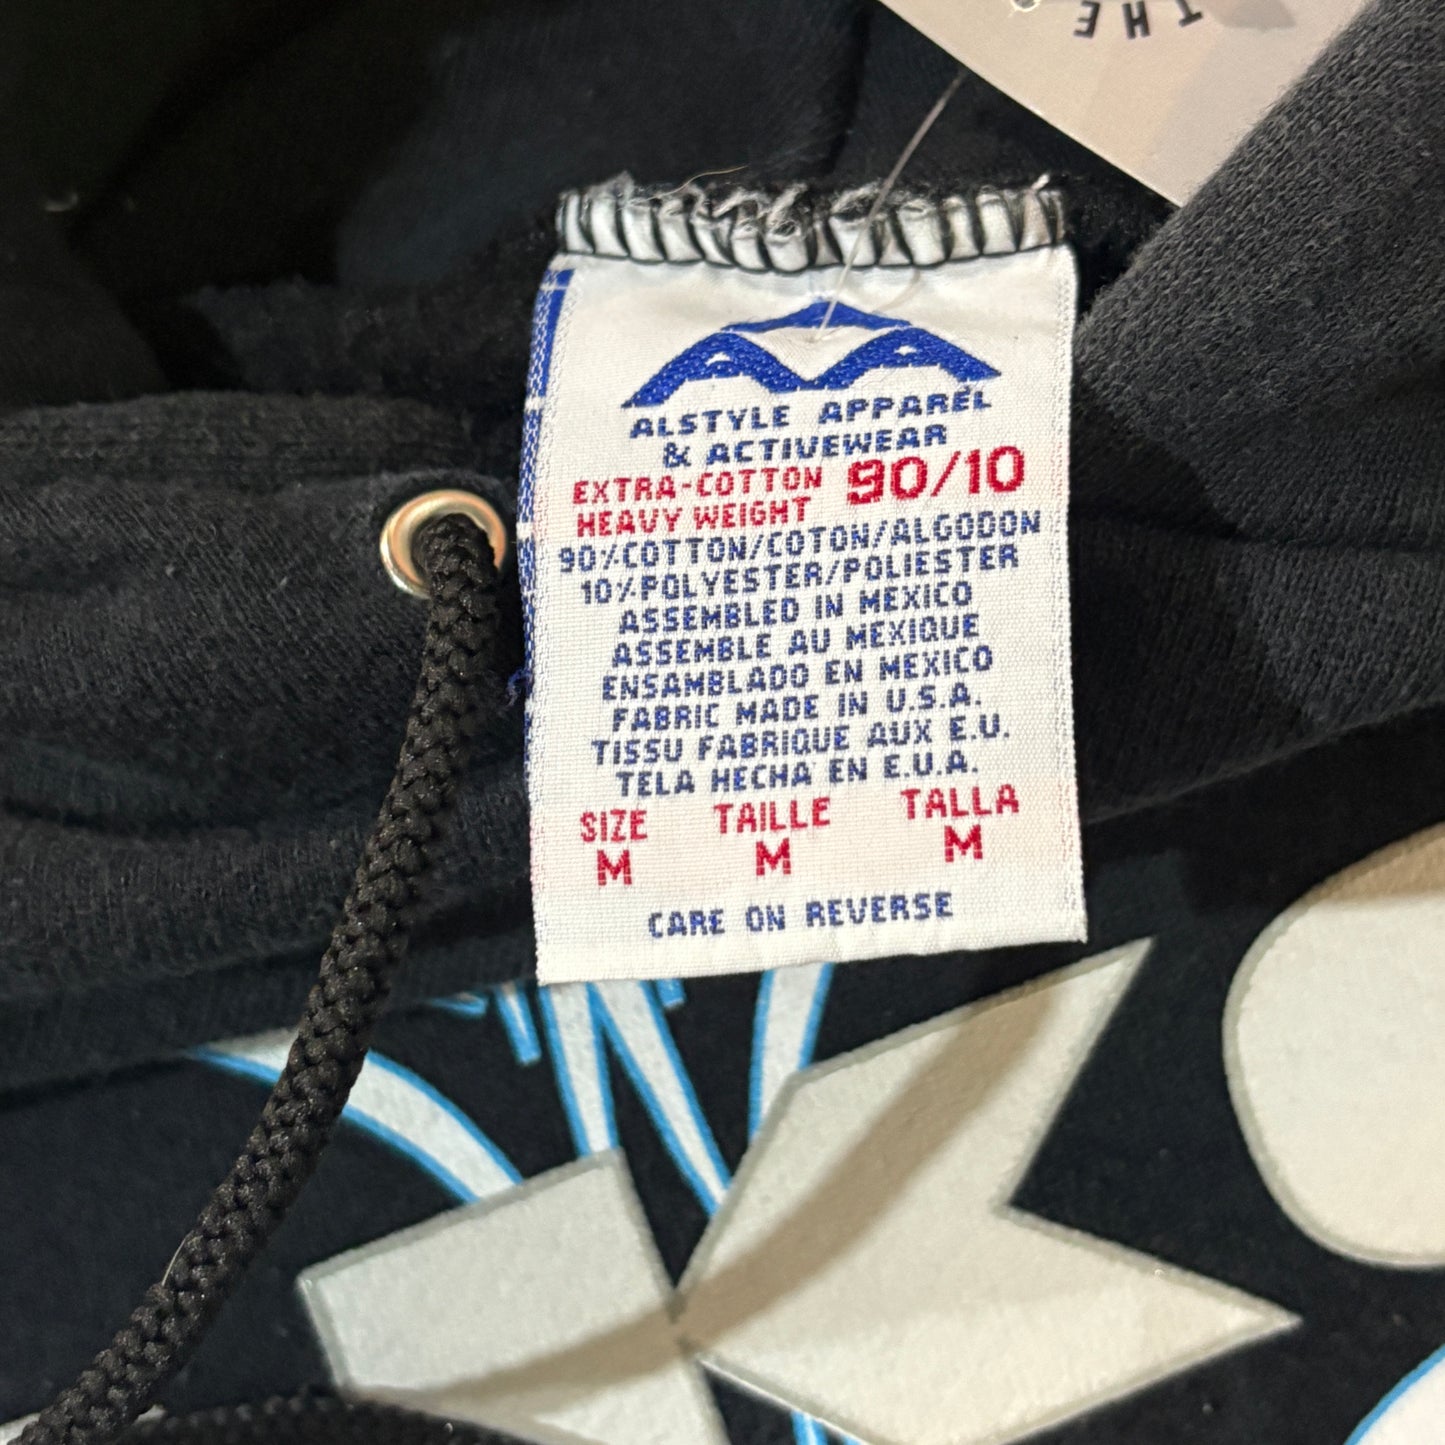 THE
ALSTYLE APPAREL
& ACTIVEWEAR
EXTRA-COTTON 90/10
HEAVY WEIGHT
90%COTTON/COTON/ALGODON
10%POLYESTER/POLIESTER
ASSEMBLED IN MEXICO
ASSEMBLE AU MEXIQUE
ENSAMBLADO EN MEXICO
FABRIC MADE IN U.S.A.
TISSU FABRIQUE AUX E.U.
TELA HECHA EN E.U.A.
SIZE TAILLE TALLA
M M M
CARE ON REVERSE